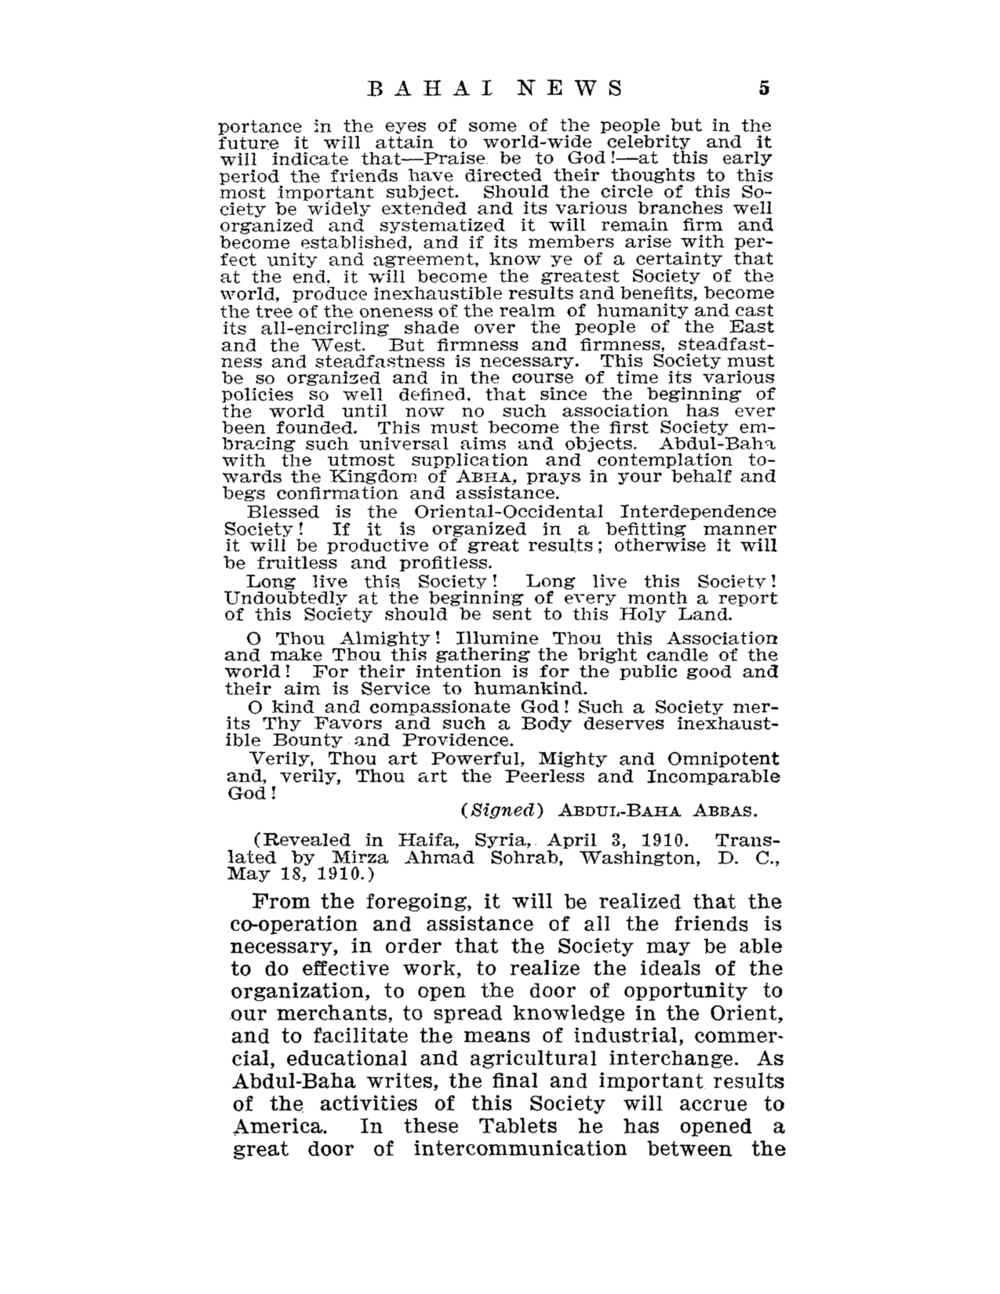 BAHAI NEWS 5
portance in the eyes of some of the people but in the
future it will attain to world-wide celebrity and it
will indicate that—Praise be to God!—at this early
period the friends have directed their thoughts to this
most important subject. Should the circle of this So-
ciety be widely extended and its various branches well
organized and systematized it will remain firm and
become established, and if its members arise with per-
fect unity and agreement, know ye of a certainty that
at the end, it will become the greatest Society of the
world, produce inexhaustible results and benefits, become
the tree of the oneness of the realm of humanity and cast
its all-encircling shade over the people of the East
and the West. But firmness and firmness, steadfast-
ness and steadfastness is necessary. This Society must
be so organized and in the course of time its various
policies so well defined, that since the beginning of
the world until now no such association has ever
been founded. This must become the first Society em-
bracing such universal aims and objects. Abdul-Baha
with the utmost supplication and contemplation to-
wards the Kingdom of ABHA, prays in your behalf and
begs confirmation and assistance.
Blessed is the Oriental-Occidental Interdependence
Society! If it is organized in a befitting manner
it will be productive of great results; otherwise it will
be fruitless and profitless.
Long live this Society! Long live this Society!
Undoubtedly at the beginning of every month a report
of this Society should be sent to this Holy Land.
O Thou Almighty! Illumine Thou this Association
and make Thou this gathering the bright candle of the
world! For their intention is for the public good and
their aim is Service to humankind.
O kind and compassionate God! Such a Society mer-
its Thy Favors and such a Body deserves inexhaust-
ible Bounty and Providence.
Verily, Thou art Powerful, Mighty and Omnipotent
and, verily, Thou art the Peerless and Incomparable
God!
(Signed) ABDUL-BAHA ABBAS.
(Revealed in Haifa, Syria, April 3, 1910. Trans-
lated by Mirza Ahmad Sohrab, Washington, D. C.,
May 18, 1910.)
From the foregoing, it will be realized that the
co-operation and assistance of all the friends is
necessary, in order that the Society may be able
to do effective work, to realize the ideals of the
organization, to open the door of opportunity to
our merchants, to spread knowledge in the Orient,
and to facilitate the means of industrial, commer-
cial, educational and agricultural interchange. As
Abdul-Baha writes, the final and important results
of the activities of this Society will accrue to
America. In these Tablets he has opened a
great door of intercommunication between the